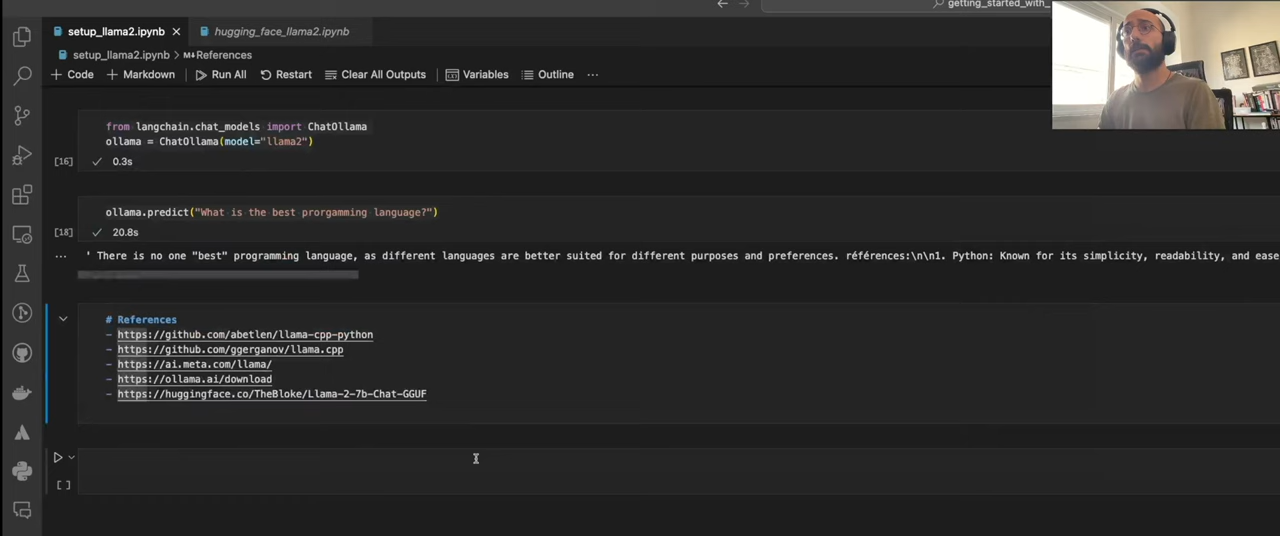 getting_started_with_
setup_llama2.ipynb
hugging_face_llama2.ipynb
setup_llama2.ipynb > M↓References
+ Code + Markdown Run All Restart Clear All Outputs Variables Outline ...
from langchain.chat_models import ChatOllama
ollama = ChatOllama(model="llama2")
[16] ✓ 0.3s
ollama.predict("What is the best prorgamming language?")
[18] ✓ 20.8s
... ' There is no one "best" programming language, as different languages are better suited for different purposes and preferences. références:\n\n1. Python: Known for its simplicity, readability, and ease
# References
- https://github.com/abetlen/llama-cpp-python
- https://github.com/ggerganov/llama.cpp
- https://ai.meta.com/llama/
- https://ollama.ai/download
- https://huggingface.co/TheBloke/Llama-2-7b-Chat-GGUF
[ ]